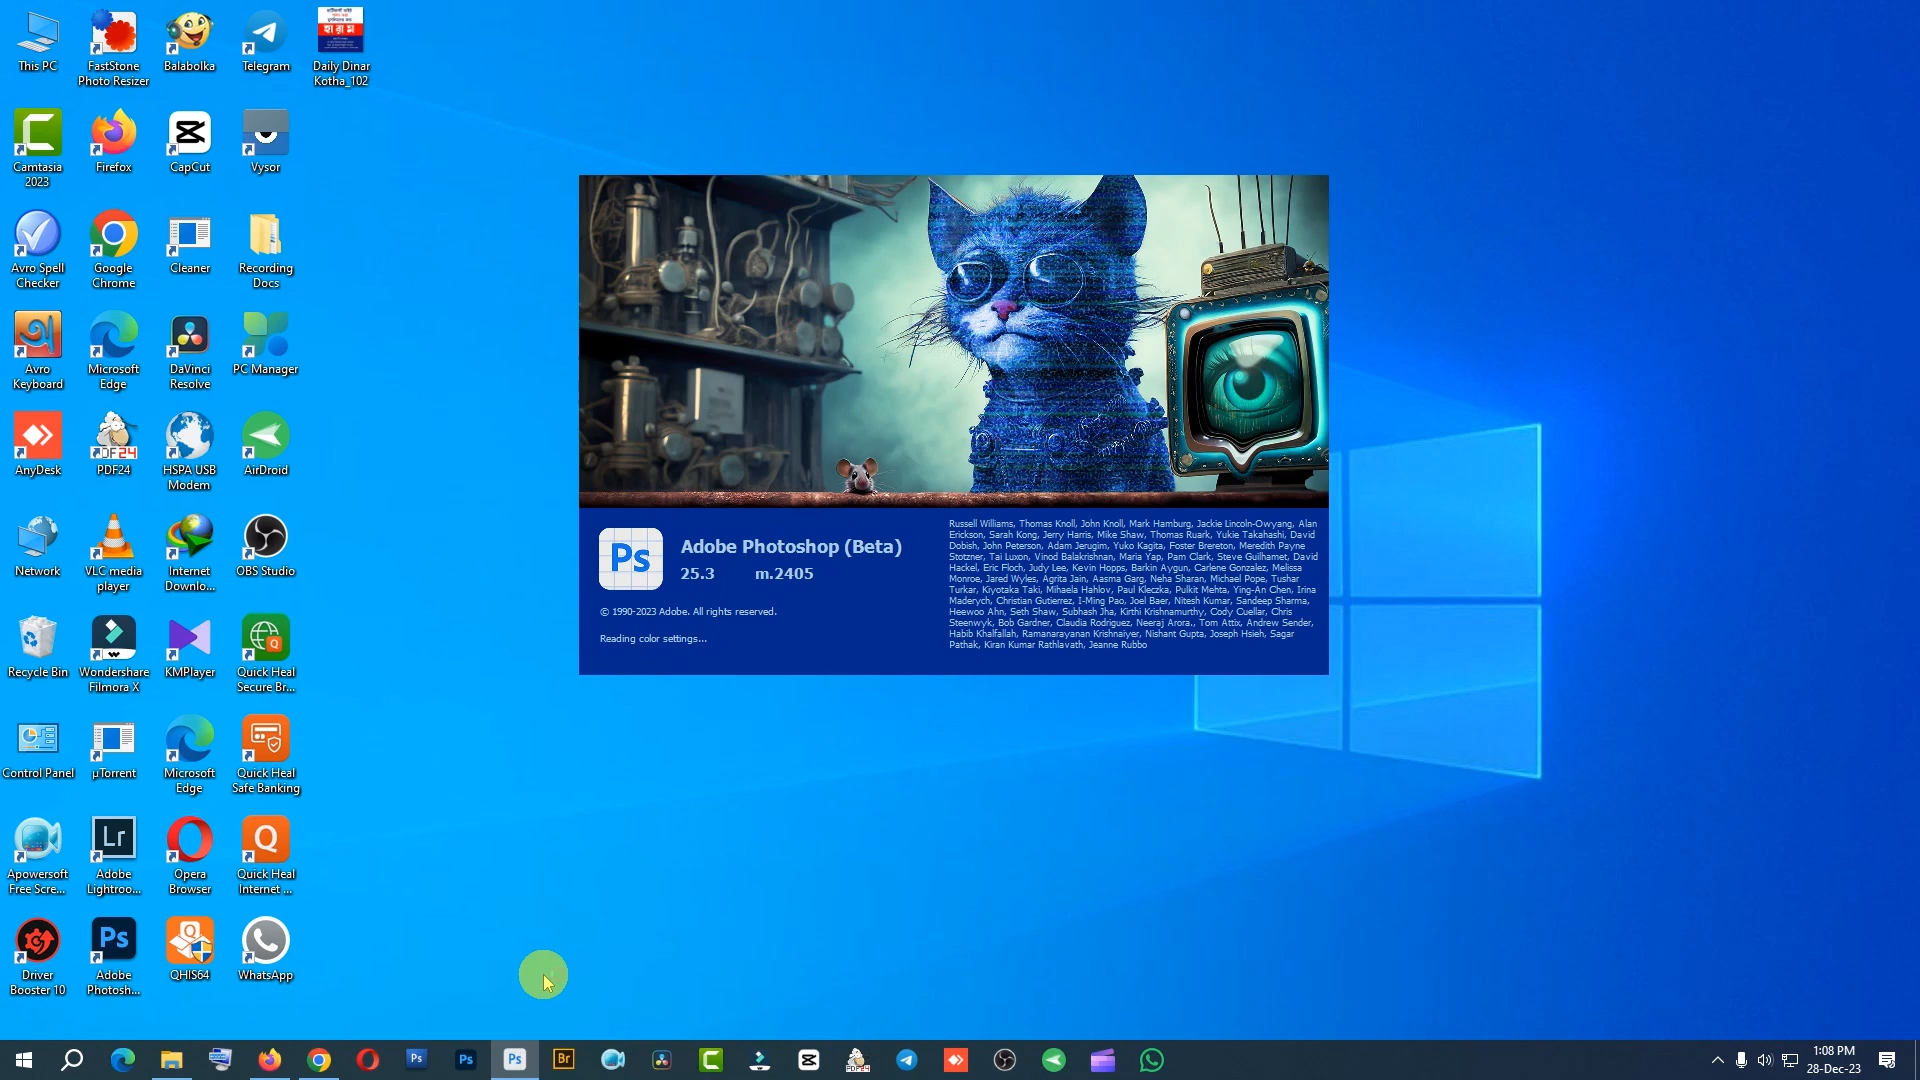 This PC
FastStone
Photo Resizer
Balabolka
Telegram
হারাম
Daily Dinar
Kotha_102
Camtasia
2023
Firefox
CapCut
Vysor
Avro Spell
Checker
Google
Chrome
Cleaner
Recording
Docs
Avro
Keyboard
Microsoft
Edge
DaVinci
Resolve
PC Manager
AnyDesk
PDF24
HSPA USB
Modem
AirDroid
Network
VLC media
player
Internet
Downlo...
OBS Studio
Recycle Bin
Wondershare
Filmora X
KMPlayer
Quick Heal
Secure Br...
Control Panel
µTorrent
Microsoft
Edge
Quick Heal
Safe Banking
Apowersoft
Free Scre...
Lr
Adobe
Lightroo...
Opera
Browser
Quick Heal
Internet ...
Driver
Booster 10
Ps
Adobe
Photosh...
QHIS64
WhatsApp
Ps
Adobe Photoshop (Beta)
25.3 m.2405
© 1990-2023 Adobe. All rights reserved.
Reading color settings...
Russell Williams, Thomas Knoll, John Knoll, Mark Hamburg, Jackie Lincoln-Owyang, Alan
Erickson, Sarah Kong, Jerry Harris, Mike Shaw, Thomas Ruark, Yukie Takahashi, David
Dobish, John Peterson, Adam Jerugim, Yuko Kagita, Foster Brereton, Meredith Payne
Stotzner, Tai Luxon, Vinod Balakrishnan, Maria Yap, Pam Clark, Steve Guilhamet, David
Hackel, Eric Floch, Judy Lee, Kevin Hopps, Barkin Aygun, Carlene Gonzalez, Melissa
Monroe, Jared Wyles, Agrita Jain, Aasma Garg, Neha Sharan, Michael Pope, Tushar
Turkar, Kiyotaka Taki, Mihaela Hahlov, Paul Kleczka, Pulkit Mehta, Ying-An Chen, Irina
Maderych, Christian Gutierrez, I-Ming Pao, Joel Baer, Nitesh Kumar, Sandeep Sharma,
Heewoo Ahn, Seth Shaw, Subhash Jha, Kirthi Krishnamurthy, Cody Cuellar, Chris
Steenwyk, Bob Gardner, Claudia Rodriguez, Neeraj Arora., Tom Attix, Andrew Sender,
Habib Khalfallah, Ramanarayanan Krishnaiyer, Nishant Gupta, Joseph Hsieh, Sagar
Pathak, Kiran Kumar Rathlavath, Jeanne Rubbo
Ps
Ps
Ps
Br
PDF24
1:08 PM
28-Dec-23